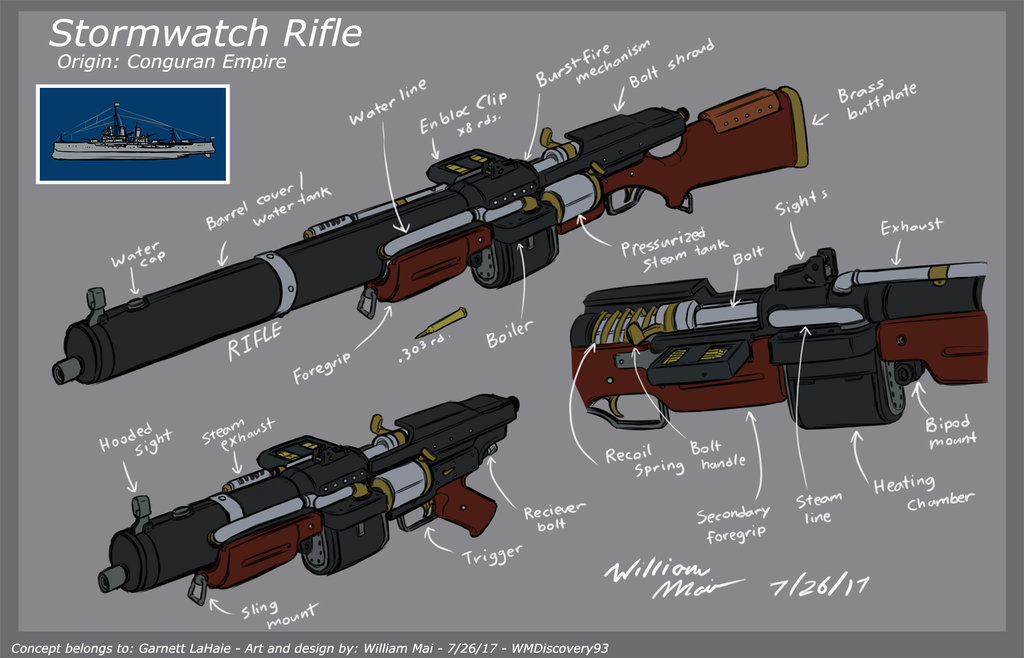 Stormwatch Rifle
Origin: Conguran Empire
Water line
Enbloc Clip
x8 rds.
Burst-fire
mechanism
Bolt shroud
Brass
buttplate
Barrel cover /
water tank
Water
cap
RIFLE
Foregrip
.303 rd.
Boiler
Pressurized
Steam tank
Sights
Bolt
Exhaust
Hooded
sight
Steam
exhaust
Reciever
bolt
Trigger
Sling
mount
Recoil
Spring
Bolt
handle
Secondary
foregrip
Steam
line
Heating
Chamber
Bipod
mount
William
Mai
7/26/17
Concept belongs to: Garnett LaHaie - Art and design by: William Mai - 7/26/17 - WMDiscovery93